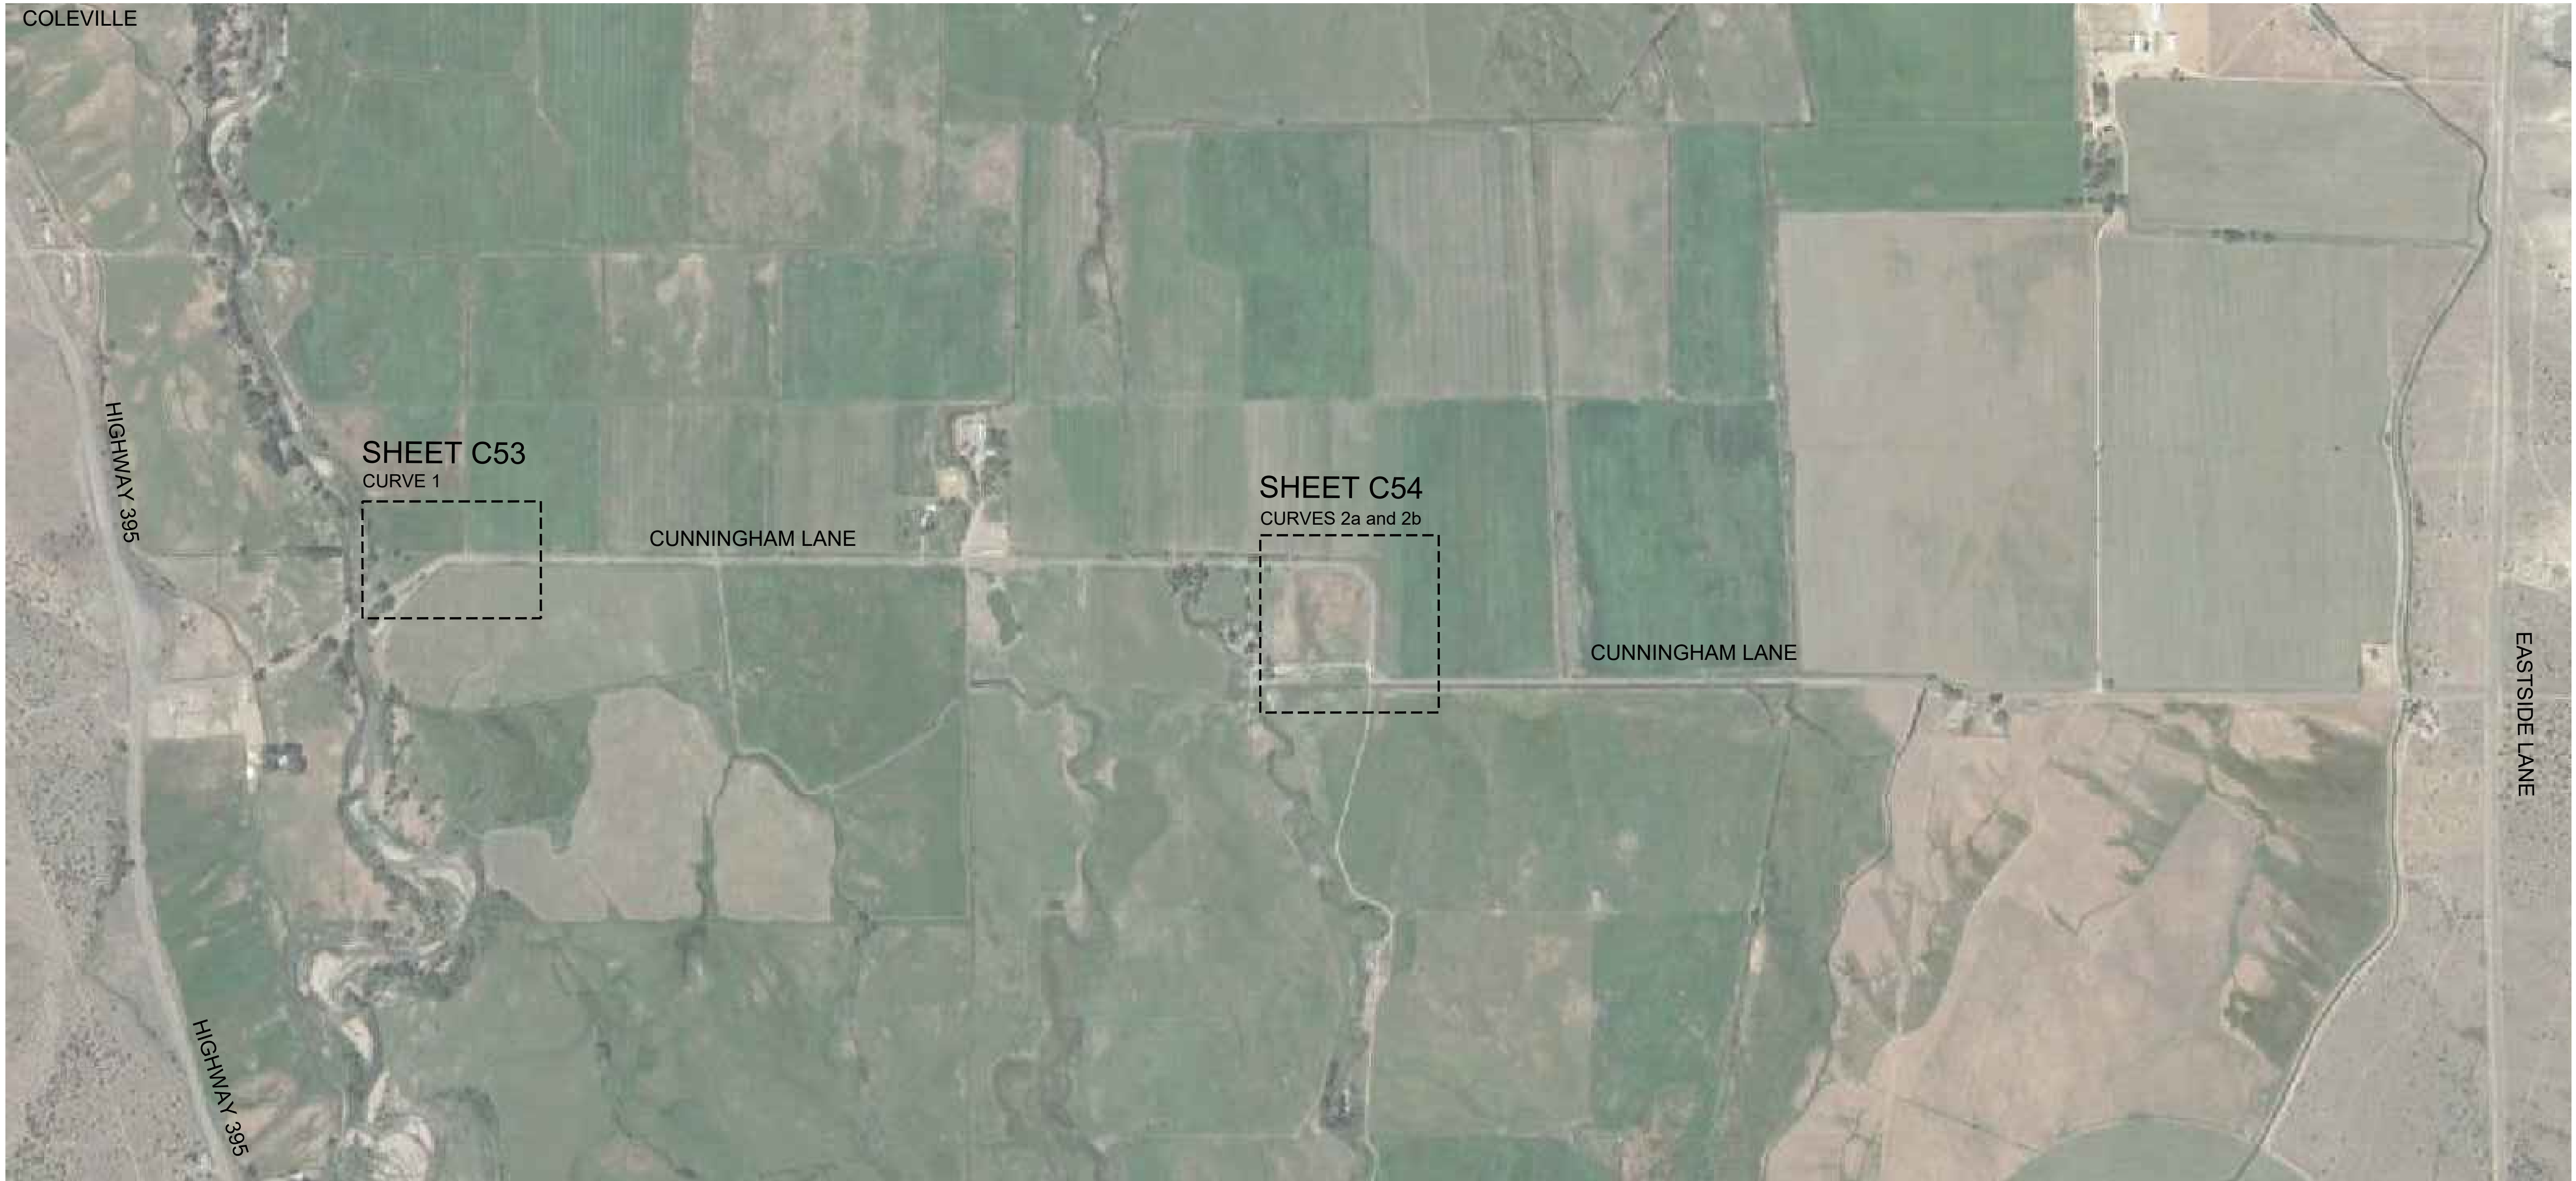 COLEVILLE
HIGHWAY 395
SHEET C53
CURVE 1
SHEET C54
CURVES 2a and 2b
CUNNINGHAM LANE
CUNNINGHAM LANE
EASTSIDE LANE
HIGHWAY 395